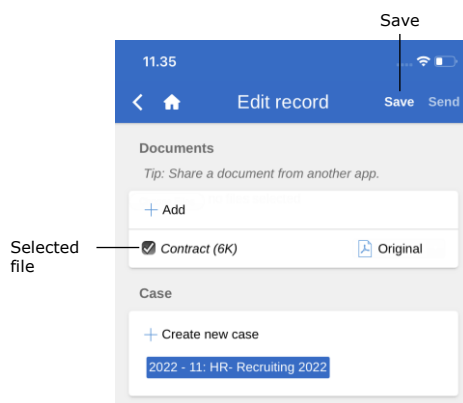 Save
11.35
Edit record
Save Send
Documents
Tip: Share a document from another app.
+ Add
Selected file
Contract (6K)
Original
Case
+ Create new case
2022 - 11: HR- Recruiting 2022